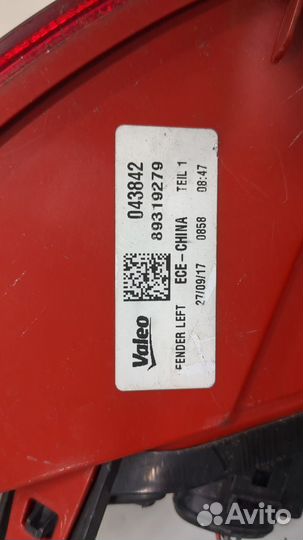 Valeo
043842
89319279
FENDER LEFT ECE-CHINA TEIL 1
27/09/17 0858 08:47
Avito